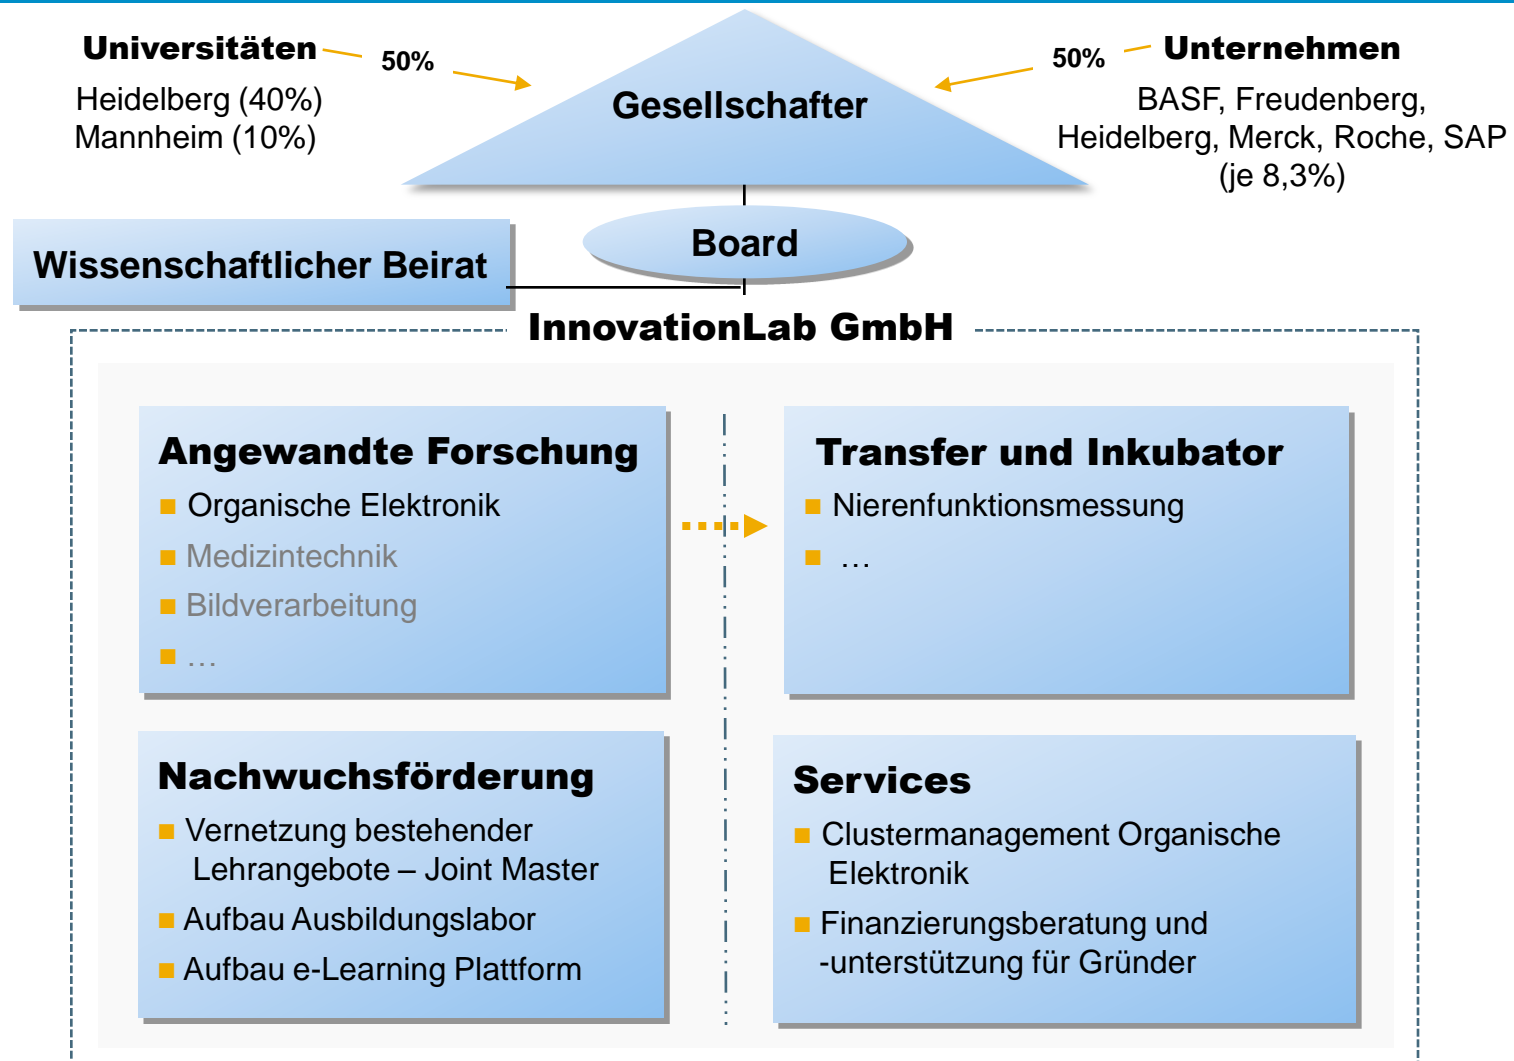 Universitäten
50%
Heidelberg (40%)
Mannheim (10%)
Gesellschafter
50%
Unternehmen
BASF, Freudenberg,
Heidelberg, Merck, Roche, SAP
(je 8,3%)
Board
Wissenschaftlicher Beirat
InnovationLab GmbH
Angewandte Forschung
Organische Elektronik
Medizintechnik
Bildverarbeitung
…
Transfer und Inkubator
Nierenfunktionsmessung
…
Nachwuchsförderung
Vernetzung bestehender
Lehrangebote – Joint Master
Aufbau Ausbildungslabor
Aufbau e-Learning Plattform
Services
Clustermanagement Organische
Elektronik
Finanzierungsberatung und
-unterstützung für Gründer